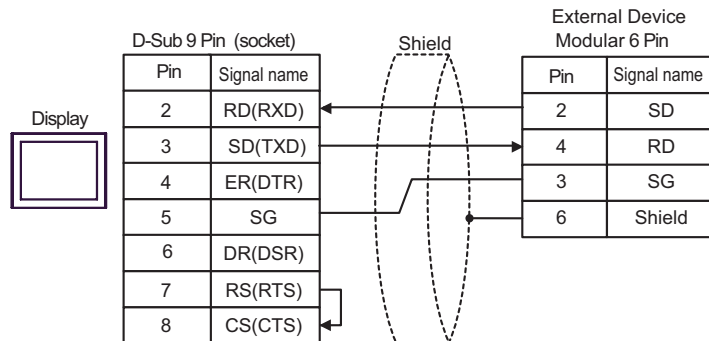 External Device
D-Sub 9 Pin (socket)
Shield
Modular 6 Pin
Pin Signal name
Pin Signal name
Display
2 RD(RXD)
2 SD
3 SD(TXD)
4 RD
4 ER(DTR)
3 SG
5 SG
6 Shield
6 DR(DSR)
7 RS(RTS)
8 CS(CTS)